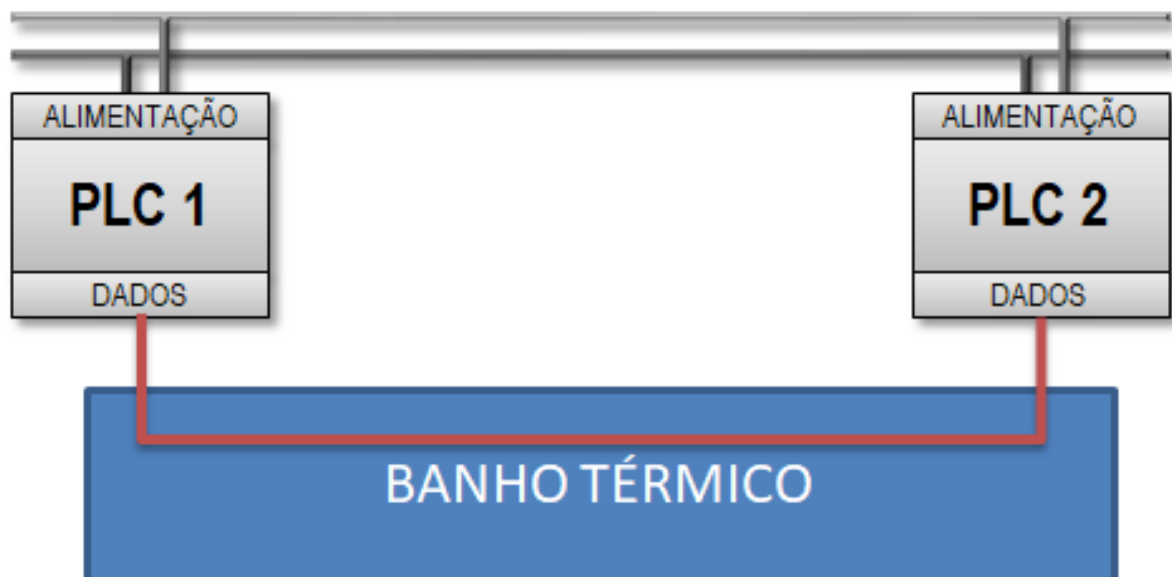 ALIMENTAÇÃO
PLC 1
DADOS
ALIMENTAÇÃO
PLC 2
DADOS
BANHO TÉRMICO